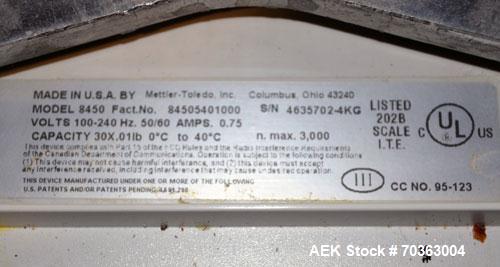 MADE IN U.S.A. BY Mettler-Toledo, Inc. Columbus, Ohio 43240
MODEL 8450 Fact.No. 84505401000 S/N 4635702-4KG
VOLTS 100-240 Hz. 50/60 AMPS. 0.75
CAPACITY 30X.01lb 0°C to 40°C n. max. 3,000
LISTED
202B
SCALE
I.T.E.
C UL US
This device complies with Part 15 of the FCC Rules and the Radio Interference Requirements
of the Canadian Department of Communications. Operation is subject to the following conditions
(1) This device may not cause harmful interference, and (2) this device must accept
any interference received, including interference that may cause undesired operation.
THIS DEVICE MANUFACTURED UNDER ONE OR MORE OF THE FOLLOWING
U.S. PATENTS AND/OR PATENTS PENDING
III
CC NO. 95-123
AEK Stock # 70363004